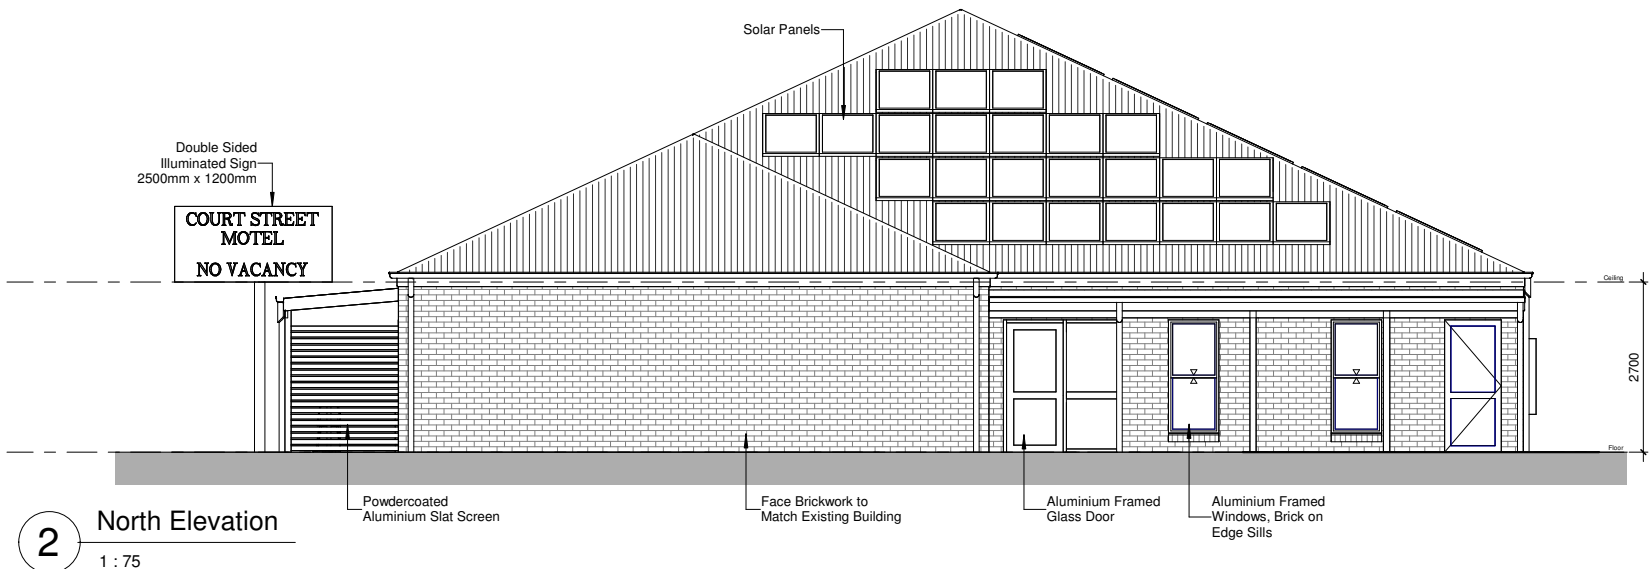 Solar Panels
Double Sided
Illuminated Sign
2500mm x 1200mm
COURT STREET
MOTEL
NO VACANCY
Ceiling
2700
Floor
Powdercoated
Aluminium Slat Screen
Face Brickwork to
Match Existing Building
Aluminium Framed
Glass Door
Aluminium Framed
Windows, Brick on
Edge Sills
2
North Elevation
1 : 75